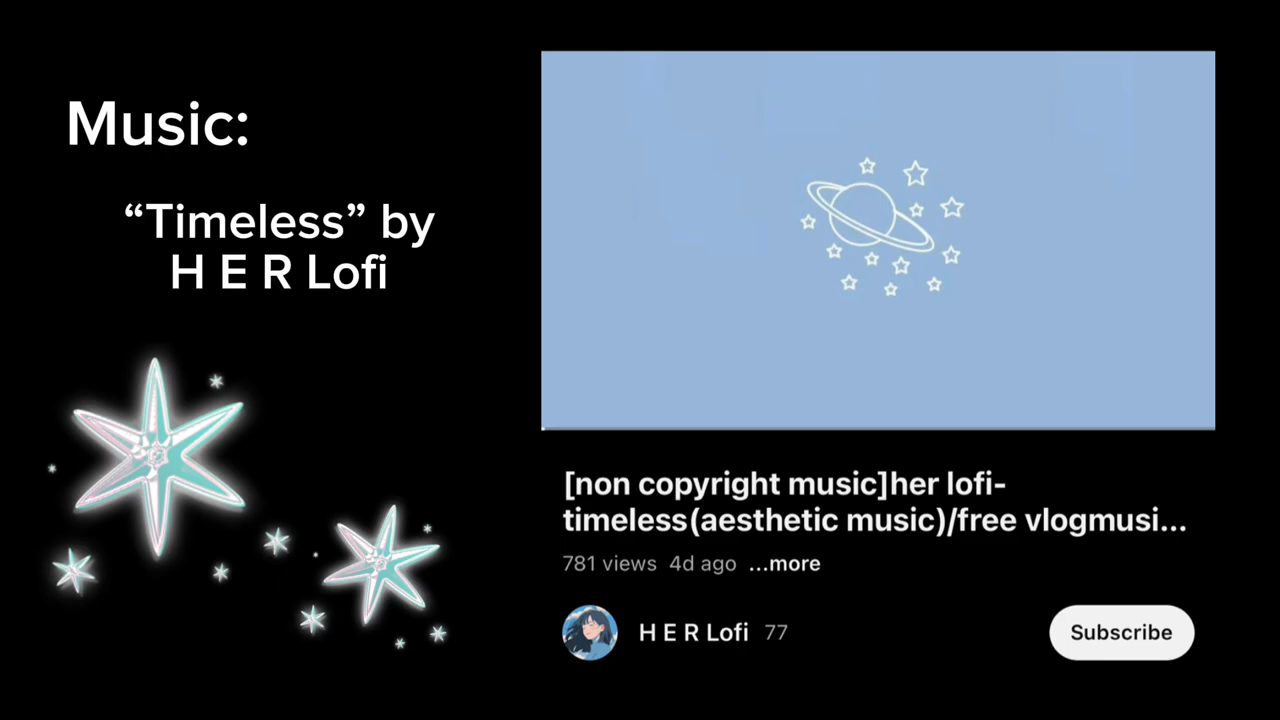 Music:
“Timeless” by
H E R Lofi
[non copyright music]her lofi-
timeless(aesthetic music)/free vlogmusi...
781 views 4d ago ...more
H E R Lofi 77
Subscribe